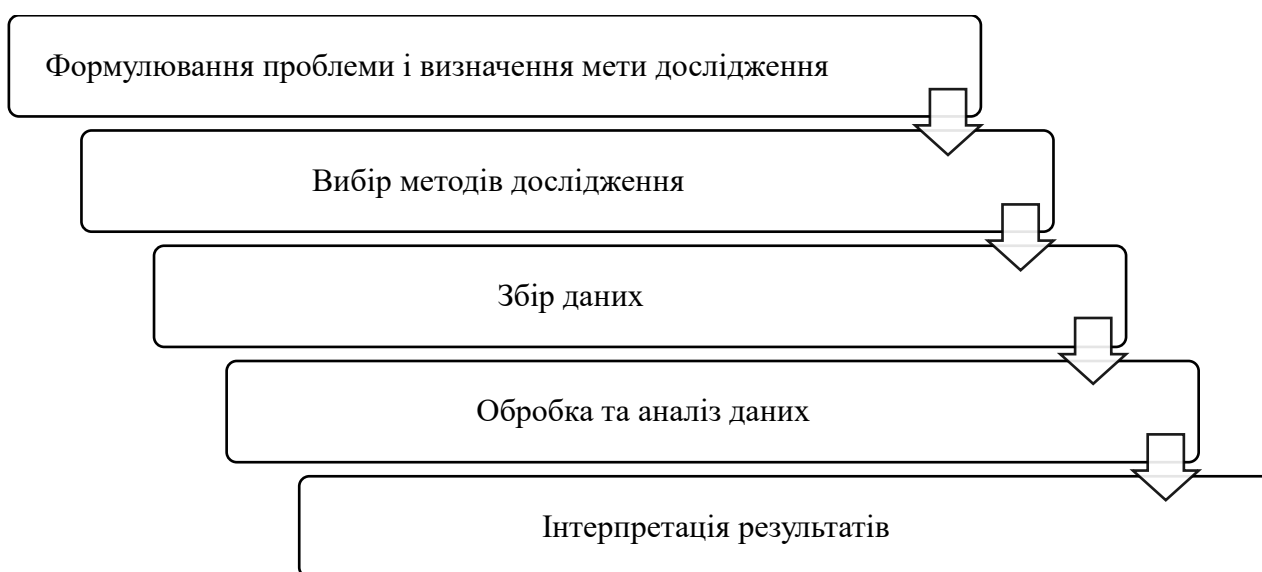 Формулювання проблеми і визначення мети дослідження
Вибір методів дослідження
Збір даних
Обробка та аналіз даних
Інтерпретація результатів